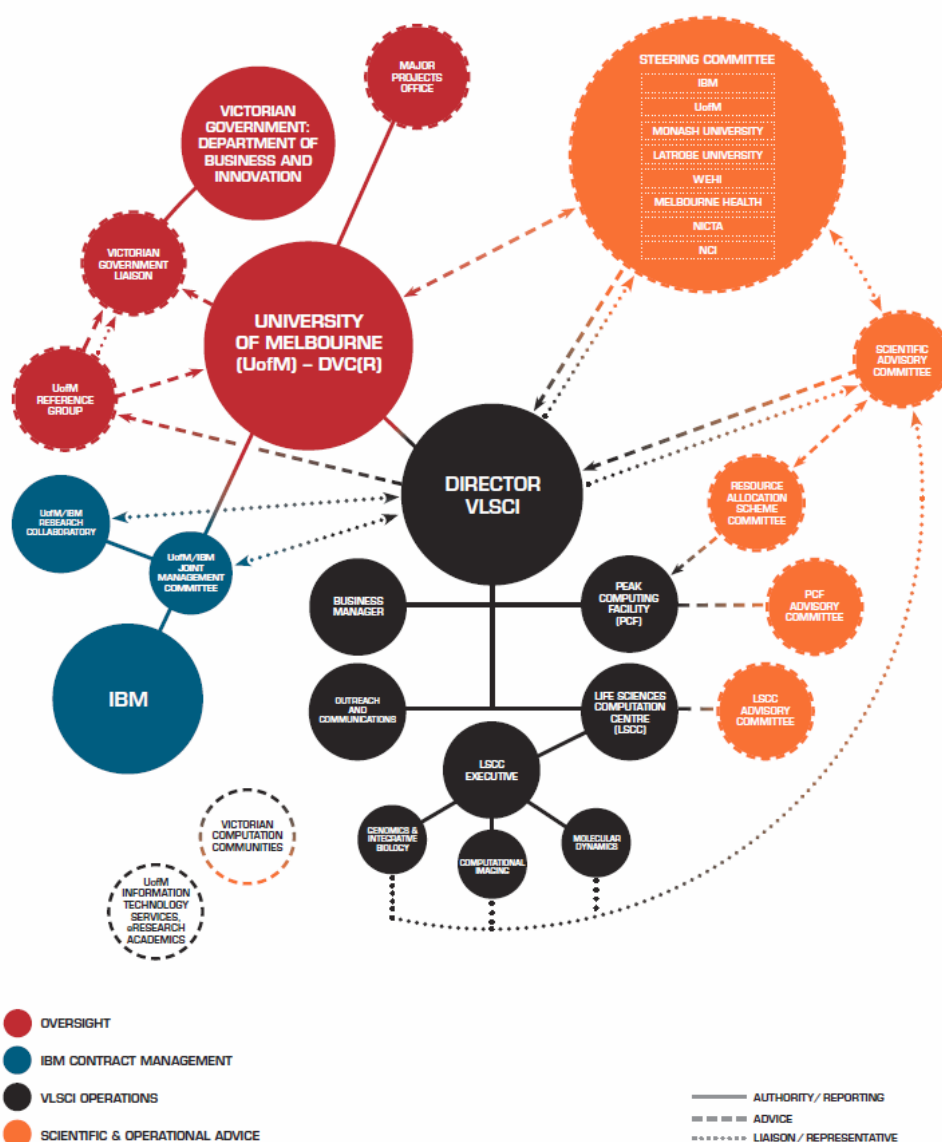 MAJOR
PROJECTS
OFFICE
STEERING COMMITTEE
IBM
UofM
MONASH UNIVERSITY
LATROBE UNIVERSITY
WEHI
MELBOURNE HEALTH
NICTA
NCI
VICTORIAN
GOVERNMENT:
DEPARTMENT OF
BUSINESS AND
INNOVATION
VICTORIAN
GOVERNMENT
LIAISON
UNIVERSITY
OF MELBOURNE
(UofM) – DVC(R)
SCIENTIFIC
ADVISORY
COMMITTEE
UofM
REFERENCE
GROUP
DIRECTOR
VLSCI
RESOURCE
ALLOCATION
SCHEME
COMMITTEE
UofM/IBM
RESEARCH
COLLABORATORY
UofM/IBM
JOINT
MANAGEMENT
COMMITTEE
BUSINESS
MANAGER
PEAK
COMPUTING
FACILITY
(PCF)
PCF
ADVISORY
COMMITTEE
IBM
OUTREACH
AND
COMMUNICATIONS
LIFE SCIENCES
COMPUTATION
CENTRE
(LSCC)
LSCC
ADVISORY
COMMITTEE
LSCC
EXECUTIVE
GENOMICS &
INTEGRATIVE
BIOLOGY
COMPUTATIONAL
IMAGING
MOLECULAR
DYNAMICS
VICTORIAN
COMPUTATION
COMMUNITIES
UofM
INFORMATION
TECHNOLOGY
SERVICES,
eRESEARCH
ACADEMICS
OVERSIGHT
IBM CONTRACT MANAGEMENT
VLSCI OPERATIONS
SCIENTIFIC & OPERATIONAL ADVICE
AUTHORITY/ REPORTING
ADVICE
LIAISON / REPRESENTATIVE